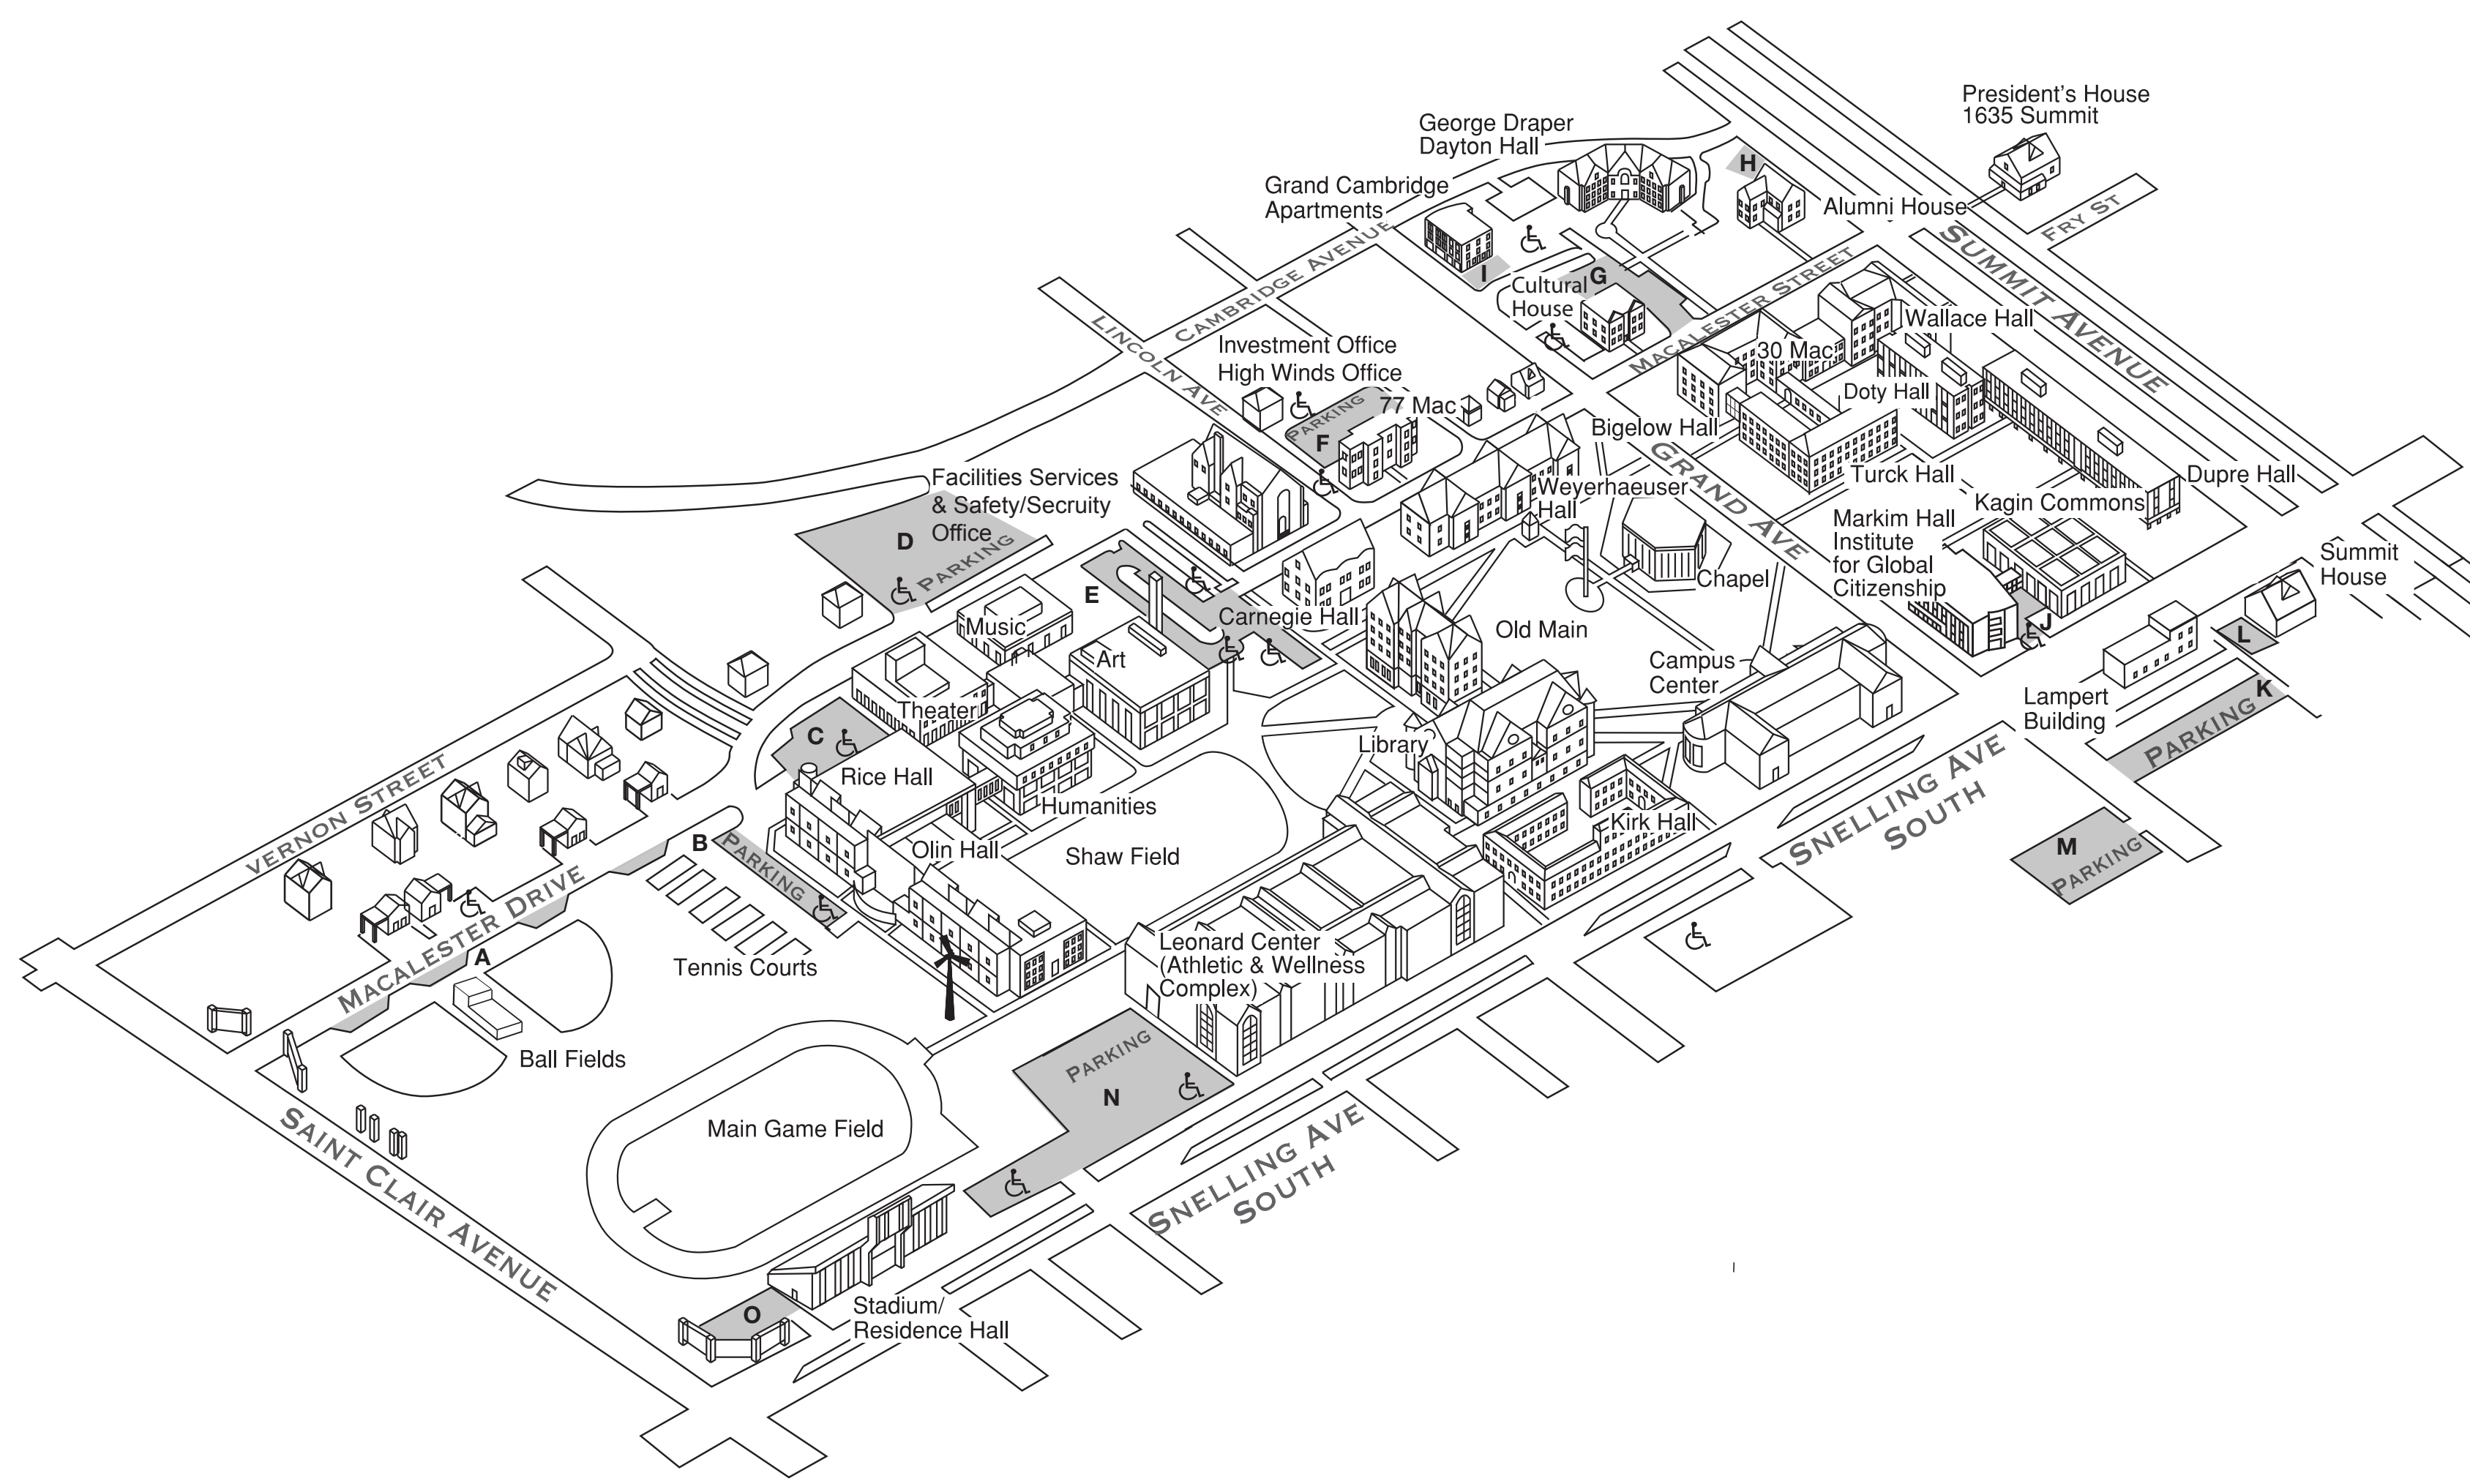 President's House
1635 Summit
George Draper
Dayton Hall
H
Grand Cambridge
Apartments
Alumni House
FRY ST
CAMBRIDGE AVENUE
I
G
Cultural
House
SUMMIT AVENUE
MACALESTER STREET
LINCOLN AVE
Wallace Hall
30 Mac
Investment Office
High Winds Office
PARKING
F
77 Mac
Doty Hall
Bigelow Hall
GRAND AVE
Turck Hall
Dupre Hall
Kagin Commons
Facilities Services
& Safety/Secruity
Office
D
PARKING
Weyerhaeuser
Hall
Markim Hall
Institute
for Global
Citizenship
Summit
House
Chapel
E
Carnegie Hall
Old Main
J
L
Music
Art
Campus
Center
Lampert
Building
K
PARKING
Theater
C
Library
Rice Hall
Humanities
SNELLING AVE
SOUTH
VERNON STREET
B
PARKING
Olin Hall
Shaw Field
Kirk Hall
M
PARKING
MACALESTER DRIVE
A
Tennis Courts
Leonard Center
(Athletic & Wellness
Complex)
Ball Fields
PARKING
N
Main Game Field
SAINT CLAIR AVENUE
SNELLING AVE
SOUTH
O
Stadium/
Residence Hall